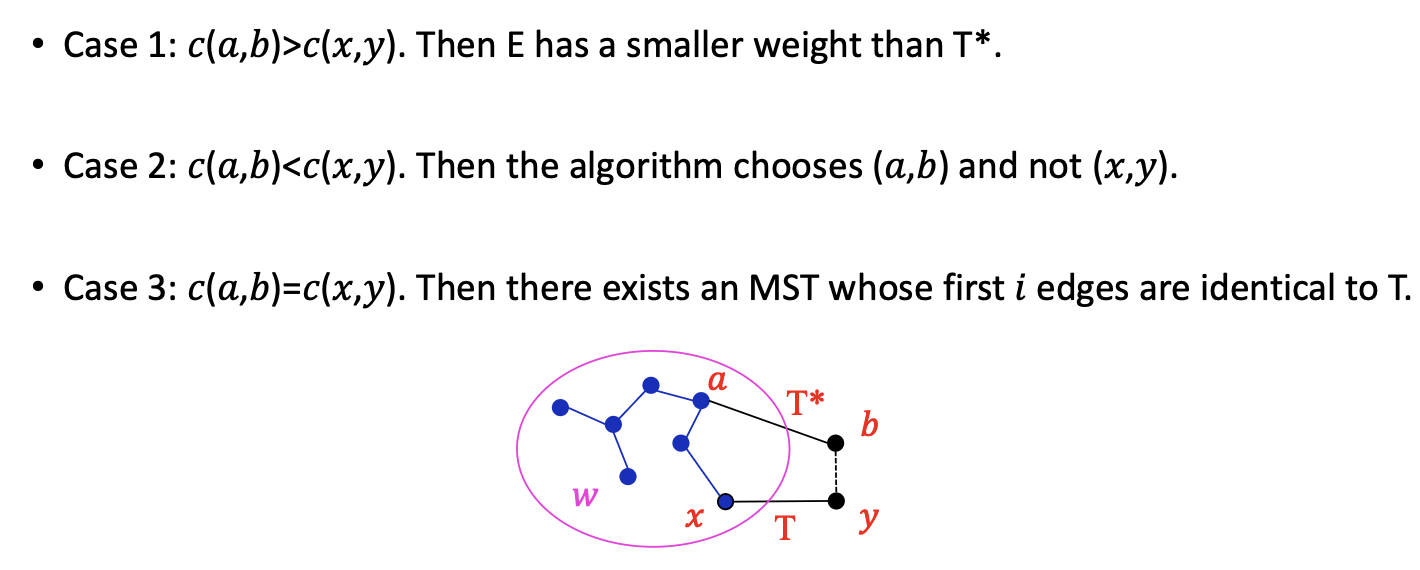 • Case 1: c(a,b)>c(x,y). Then E has a smaller weight than T*.
• Case 2: c(a,b)<c(x,y). Then the algorithm chooses (a,b) and not (x,y).
• Case 3: c(a,b)=c(x,y). Then there exists an MST whose first i edges are identical to T.
a
T*
b
w
x
T
y